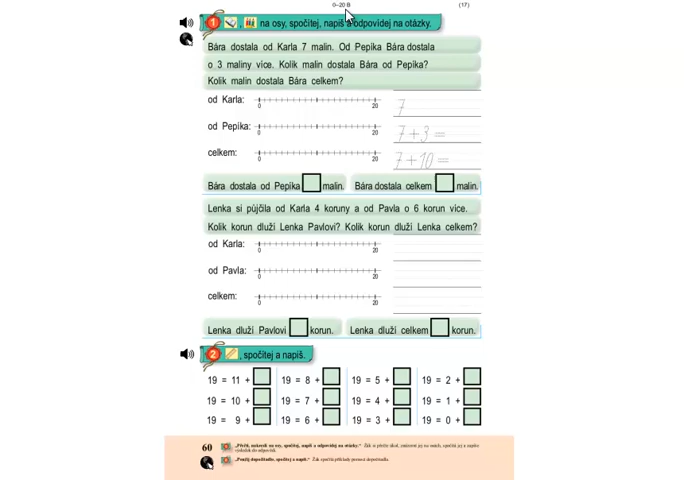 0–20 B
(17)
1 , na osy, spočítej, napiš a odpovídej na otázky.
Bára dostala od Karla 7 malin. Od Pepíka Bára dostala
o 3 maliny více. Kolik malin dostala Bára od Pepíka?
Kolik malin dostala Bára celkem?
od Karla: 0 20 7
od Pepíka: 0 20 7 + 3 =
celkem: 0 20 7 + 10 =
Bára dostala od Pepíka malin. Bára dostala celkem malin.
Lenka si půjčila od Karla 4 koruny a od Pavla o 6 korun více.
Kolik korun dluží Lenka Pavlovi? Kolik korun dluží Lenka celkem?
od Karla: 0 20
od Pavla: 0 20
celkem: 0 20
Lenka dluží Pavlovi korun. Lenka dluží celkem korun.
2 , spočítej a napiš.
19 = 11 + 19 = 8 + 19 = 5 + 19 = 2 +
19 = 10 + 19 = 7 + 19 = 4 + 19 = 1 +
19 = 9 + 19 = 6 + 19 = 3 + 19 = 0 +
60